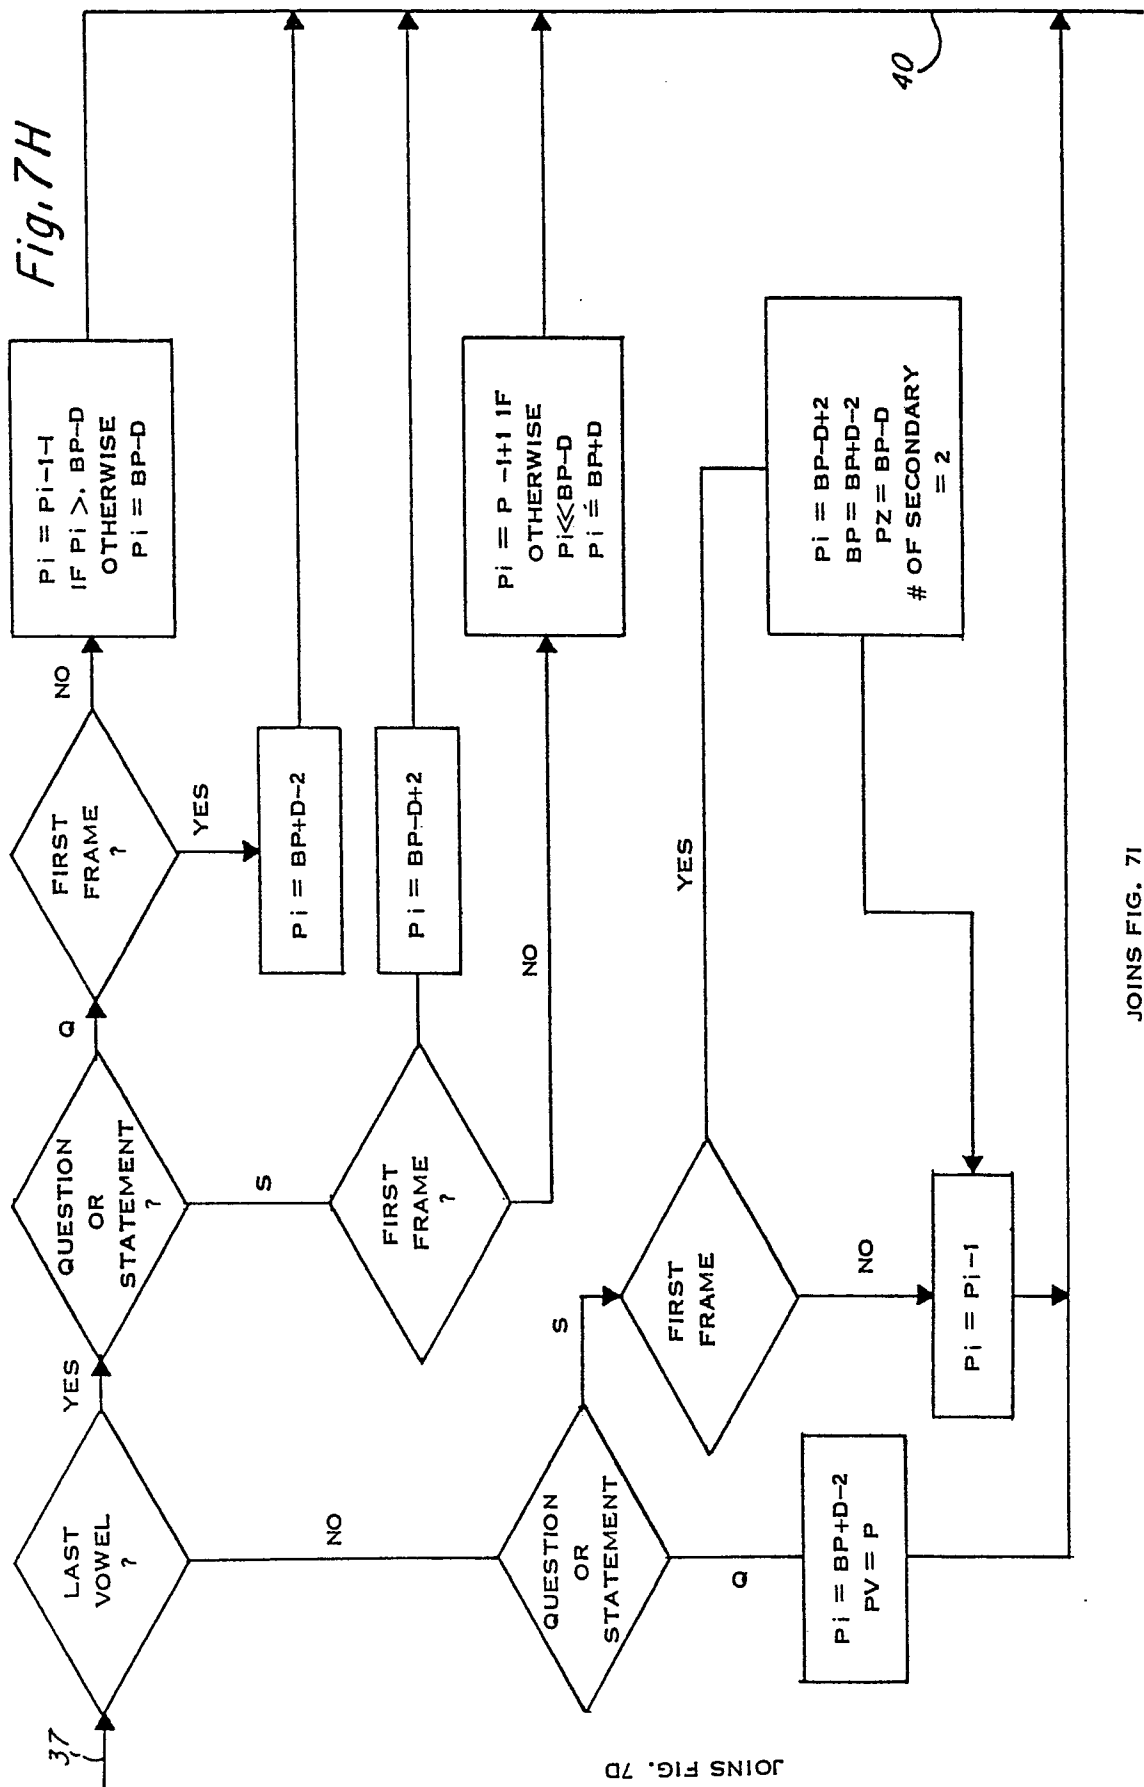 Fig. 7H
37
LAST
VOWEL
?
YES
NO
QUESTION
OR
STATEMENT
?
Q
S
FIRST
FRAME
?
NO
YES
Pi = Pi-1-1
IF Pi >. BP-D
OTHERWISE
Pi = BP-D
Pi = BP+D-2
FIRST
FRAME
?
Pi = BP-D+2
NO
Pi = P -1+1 IF
OTHERWISE
Pi<<BP-D
Pi = BP+D
QUESTION
OR
STATEMENT
S
Q
FIRST
FRAME
YES
NO
Pi = BP-D+2
BP = BP+D-2
PZ = BP-D
# OF SECONDARY
= 2
Pi = Pi-1
Pi = BP+D-2
PV = P
40
JOINS FIG. 7D
JOINS FIG. 7I